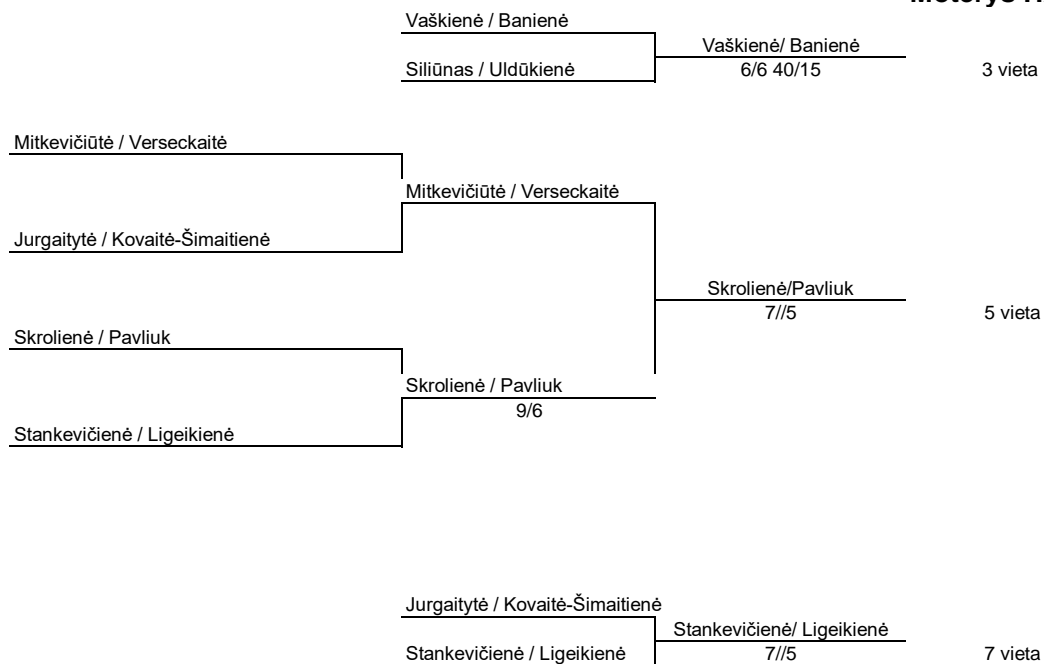 Vaškienė / Banienė
Vaškienė/ Banienė
Siliūnas / Uldūkienė
6/6 40/15
3 vieta
Mitkevičiūtė / Verseckaitė
Mitkevičiūtė / Verseckaitė
Jurgaitytė / Kovaitė-Šimaitienė
Skrolienė/Pavliuk
7//5
5 vieta
Skrolienė / Pavliuk
Skrolienė / Pavliuk
9/6
Stankevičienė / Ligeikienė
Jurgaitytė / Kovaitė-Šimaitienė
Stankevičienė/ Ligeikienė
Stankevičienė / Ligeikienė
7//5
7 vieta